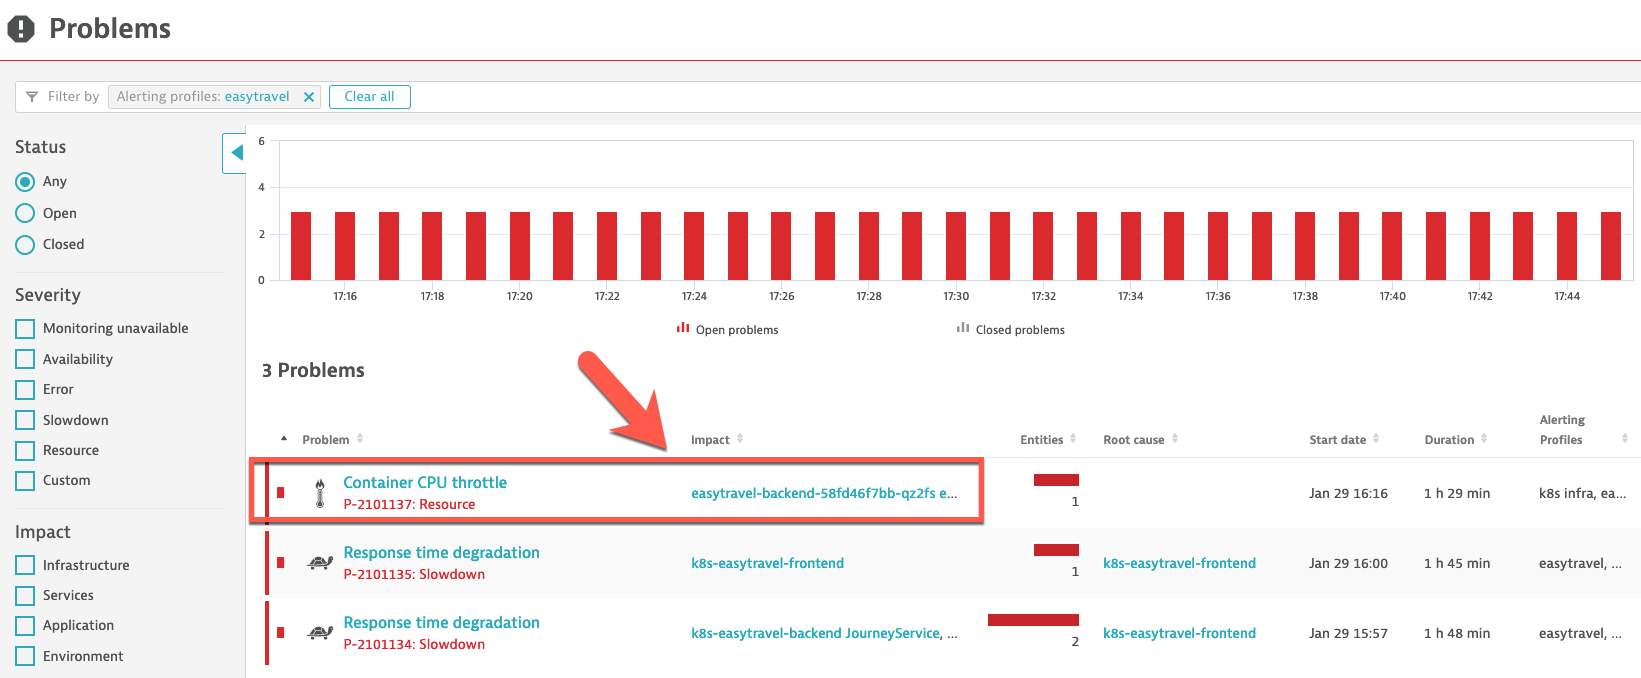 Problems
Filter by Alerting profiles: easytravel ✕ Clear all
Status
Any
Open
Closed
Severity
Monitoring unavailable
Availability
Error
Slowdown
Resource
Custom
Impact
Infrastructure
Services
Application
Environment
6
4
2
0
17:16 17:18 17:20 17:22 17:24 17:26 17:28 17:30 17:32 17:34 17:36 17:38 17:40 17:42 17:44
Open problems Closed problems
3 Problems
Problem Impact Entities Root cause Start date Duration Alerting Profiles
Container CPU throttle
P-2101137: Resource
easytravel-backend-58fd46f7bb-qz2fs e...
1
Jan 29 16:16
1 h 29 min
k8s infra, ea...
Response time degradation
P-2101135: Slowdown
k8s-easytravel-frontend
1
k8s-easytravel-frontend
Jan 29 16:00
1 h 45 min
easytravel, ...
Response time degradation
P-2101134: Slowdown
k8s-easytravel-backend JourneyService, ...
2
k8s-easytravel-frontend
Jan 29 15:57
1 h 48 min
easytravel, ...